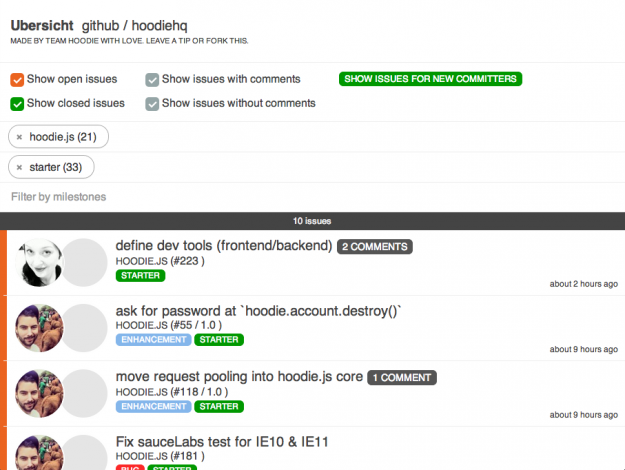 Ubersicht github / hoodiehq
MADE BY TEAM HOODIE WITH LOVE. LEAVE A TIP OR FORK THIS.
Show open issues Show issues with comments SHOW ISSUES FOR NEW COMMITTERS
Show closed issues Show issues without comments
× hoodie.js (21)
× starter (33)
Filter by milestones
10 issues
define dev tools (frontend/backend) 2 COMMENTS
HOODIE.JS (#223 )
STARTER
about 2 hours ago
ask for password at `hoodie.account.destroy()`
HOODIE.JS (#55 / 1.0 )
ENHANCEMENT STARTER
about 9 hours ago
move request pooling into hoodie.js core 1 COMMENT
HOODIE.JS (#118 / 1.0 )
ENHANCEMENT STARTER
about 9 hours ago
Fix sauceLabs test for IE10 & IE11
HOODIE.JS (#181 )
BUG STARTER